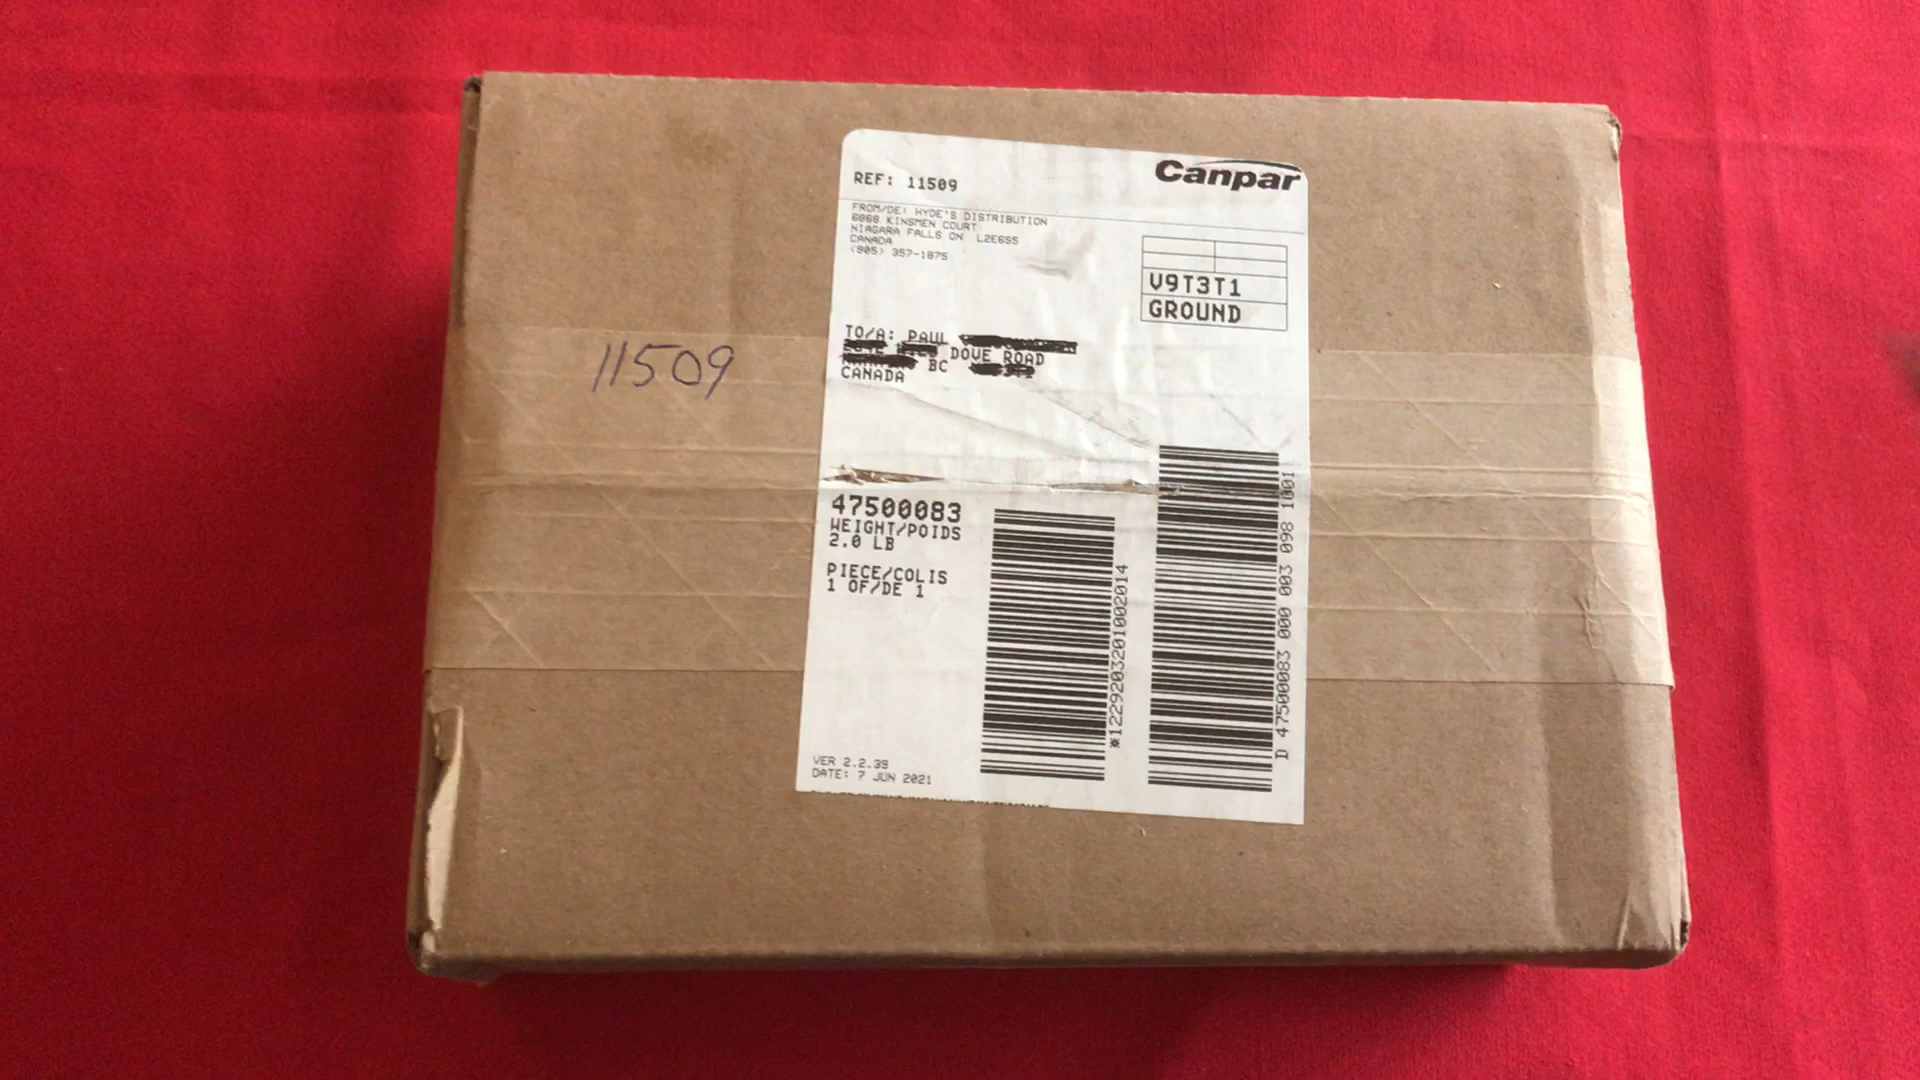 Canpar
REF: 11509
FROM/DE: HYDE'S DISTRIBUTION
6868 KINSMEN COURT
NIAGARA FALLS ON L2E6S5
CANADA
(905) 357-1875
V9T3T1
GROUND
TO/A: PAUL
DOVE ROAD
BC
CANADA
11509
47500083
WEIGHT/POIDS
2.0 LB
PIECE/COLIS
1 OF/DE 1
*1229203201002014
D 47500083 000 003 098 1001
VER 2.2.39
DATE: 7 JUN 2021